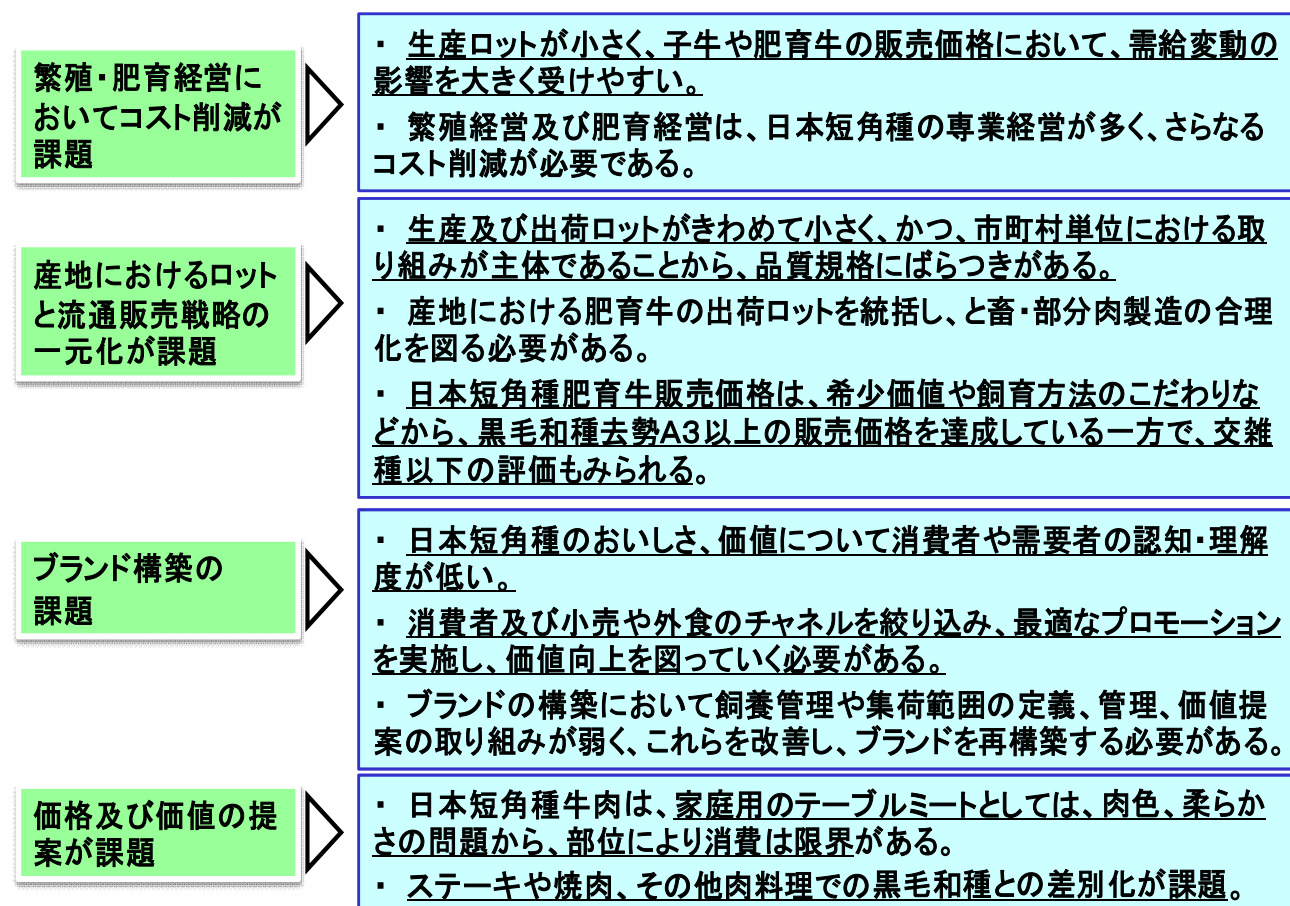 繁殖・肥育経営に
おいてコスト削減が
課題
・ 生産ロットが小さく、子牛や肥育牛の販売価格において、需給変動の
影響を大きく受けやすい。
・ 繁殖経営及び肥育経営は、日本短角種の専業経営が多く、さらなる
コスト削減が必要である。
産地におけるロット
と流通販売戦略の
一元化が課題
・ 生産及び出荷ロットがきわめて小さく、かつ、市町村単位における取
り組みが主体であることから、品質規格にばらつきがある。
・ 産地における肥育牛の出荷ロットを統括し、と畜・部分肉製造の合理
化を図る必要がある。
・ 日本短角種肥育牛販売価格は、希少価値や飼育方法のこだわりな
どから、黒毛和種去勢A3以上の販売価格を達成している一方で、交雑
種以下の評価もみられる。
ブランド構築の
課題
・ 日本短角種のおいしさ、価値について消費者や需要者の認知・理解
度が低い。
・ 消費者及び小売や外食のチャネルを絞り込み、最適なプロモーション
を実施し、価値向上を図っていく必要がある。
・ ブランドの構築において飼養管理や集荷範囲の定義、管理、価値提
案の取り組みが弱く、これらを改善し、ブランドを再構築する必要がある。
価格及び価値の提
案が課題
・ 日本短角種牛肉は、家庭用のテーブルミートとしては、肉色、柔らか
さの問題から、部位により消費は限界がある。
・ ステーキや焼肉、その他肉料理での黒毛和種との差別化が課題。